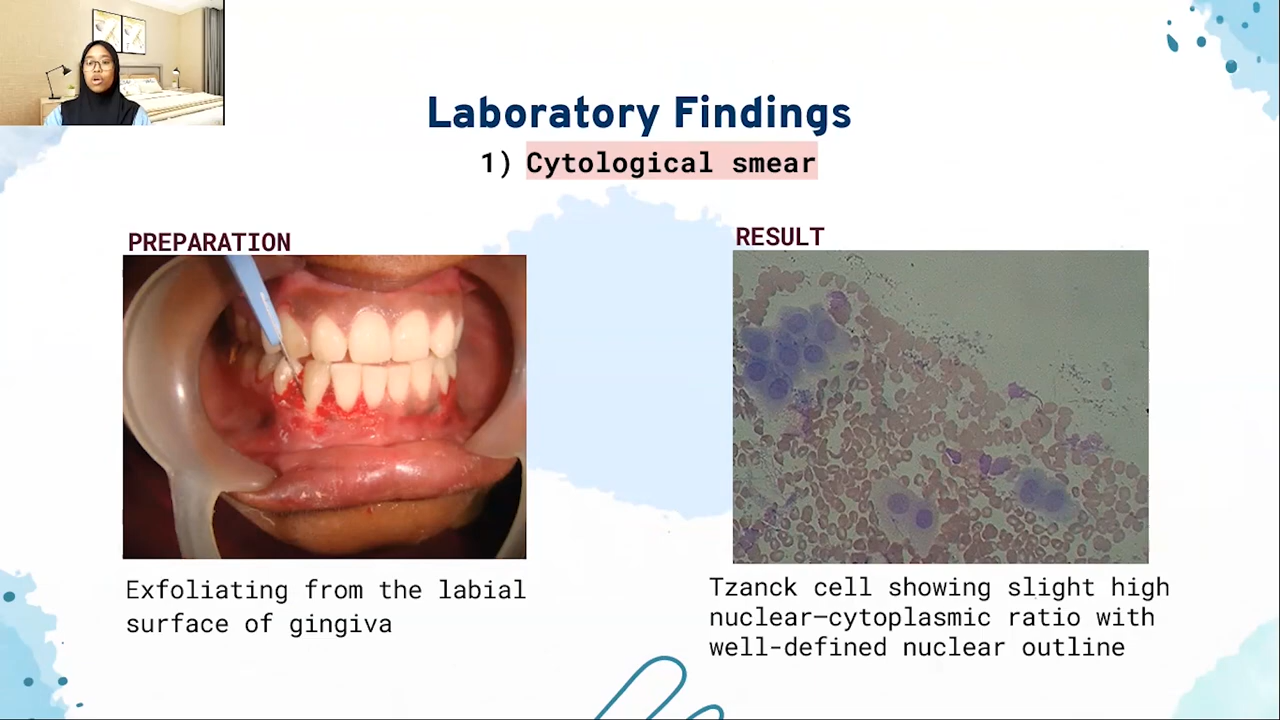 Laboratory Findings
1) Cytological smear
PREPARATION
Exfoliating from the labial
surface of gingiva
RESULT
Tzanck cell showing slight high
nuclear–cytoplasmic ratio with
well-defined nuclear outline